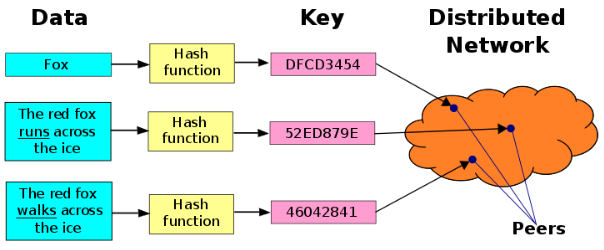 Data
Key
Distributed
Network
Fox
Hash
function
DFCD3454
The red fox
runs across
the ice
Hash
function
52ED879E
The red fox
walks across
the ice
Hash
function
46042841
Peers